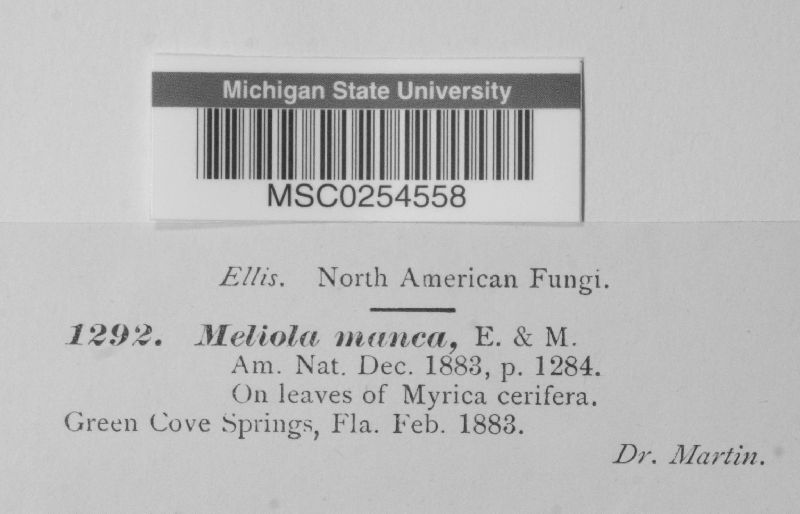 Michigan State University
MSC0254558
Ellis. North American Fungi.
1292. Meliola manca, E. & M.
Am. Nat. Dec. 1883, p. 1284.
On leaves of Myrica cerifera.
Green Cove Springs, Fla. Feb. 1883.
Dr. Martin.